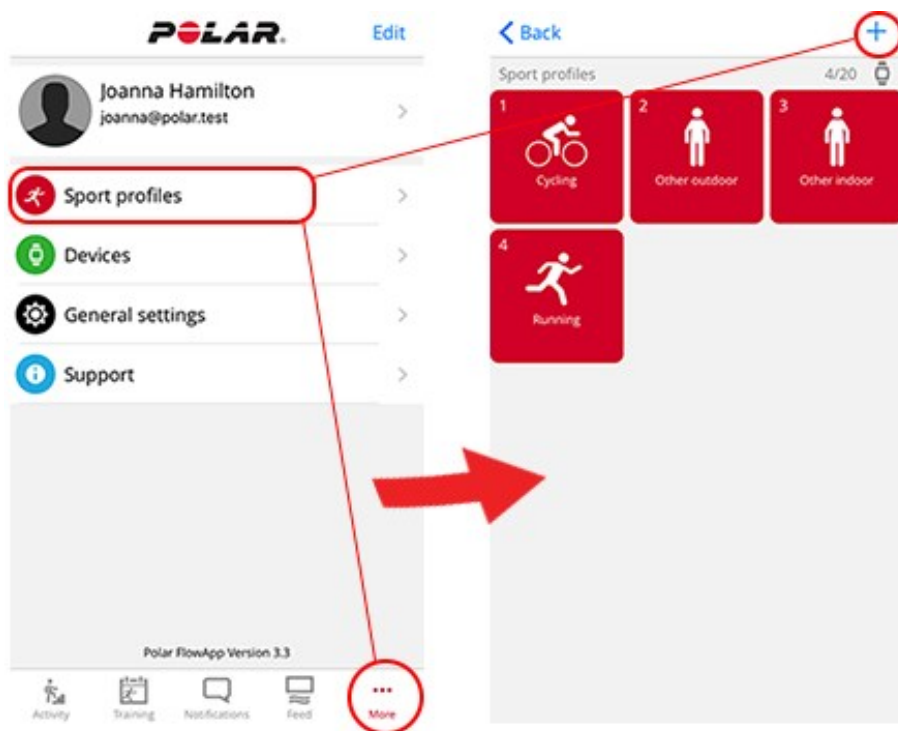 POLAR.
Edit
Joanna Hamilton
joanna@polar.test
Sport profiles
Devices
General settings
Support
Polar FlowApp Version 3.3
Activity
Training
Notifications
Feed
More
Back
Sport profiles
4/20
1
Cycling
2
Other outdoor
3
Other indoor
4
Running